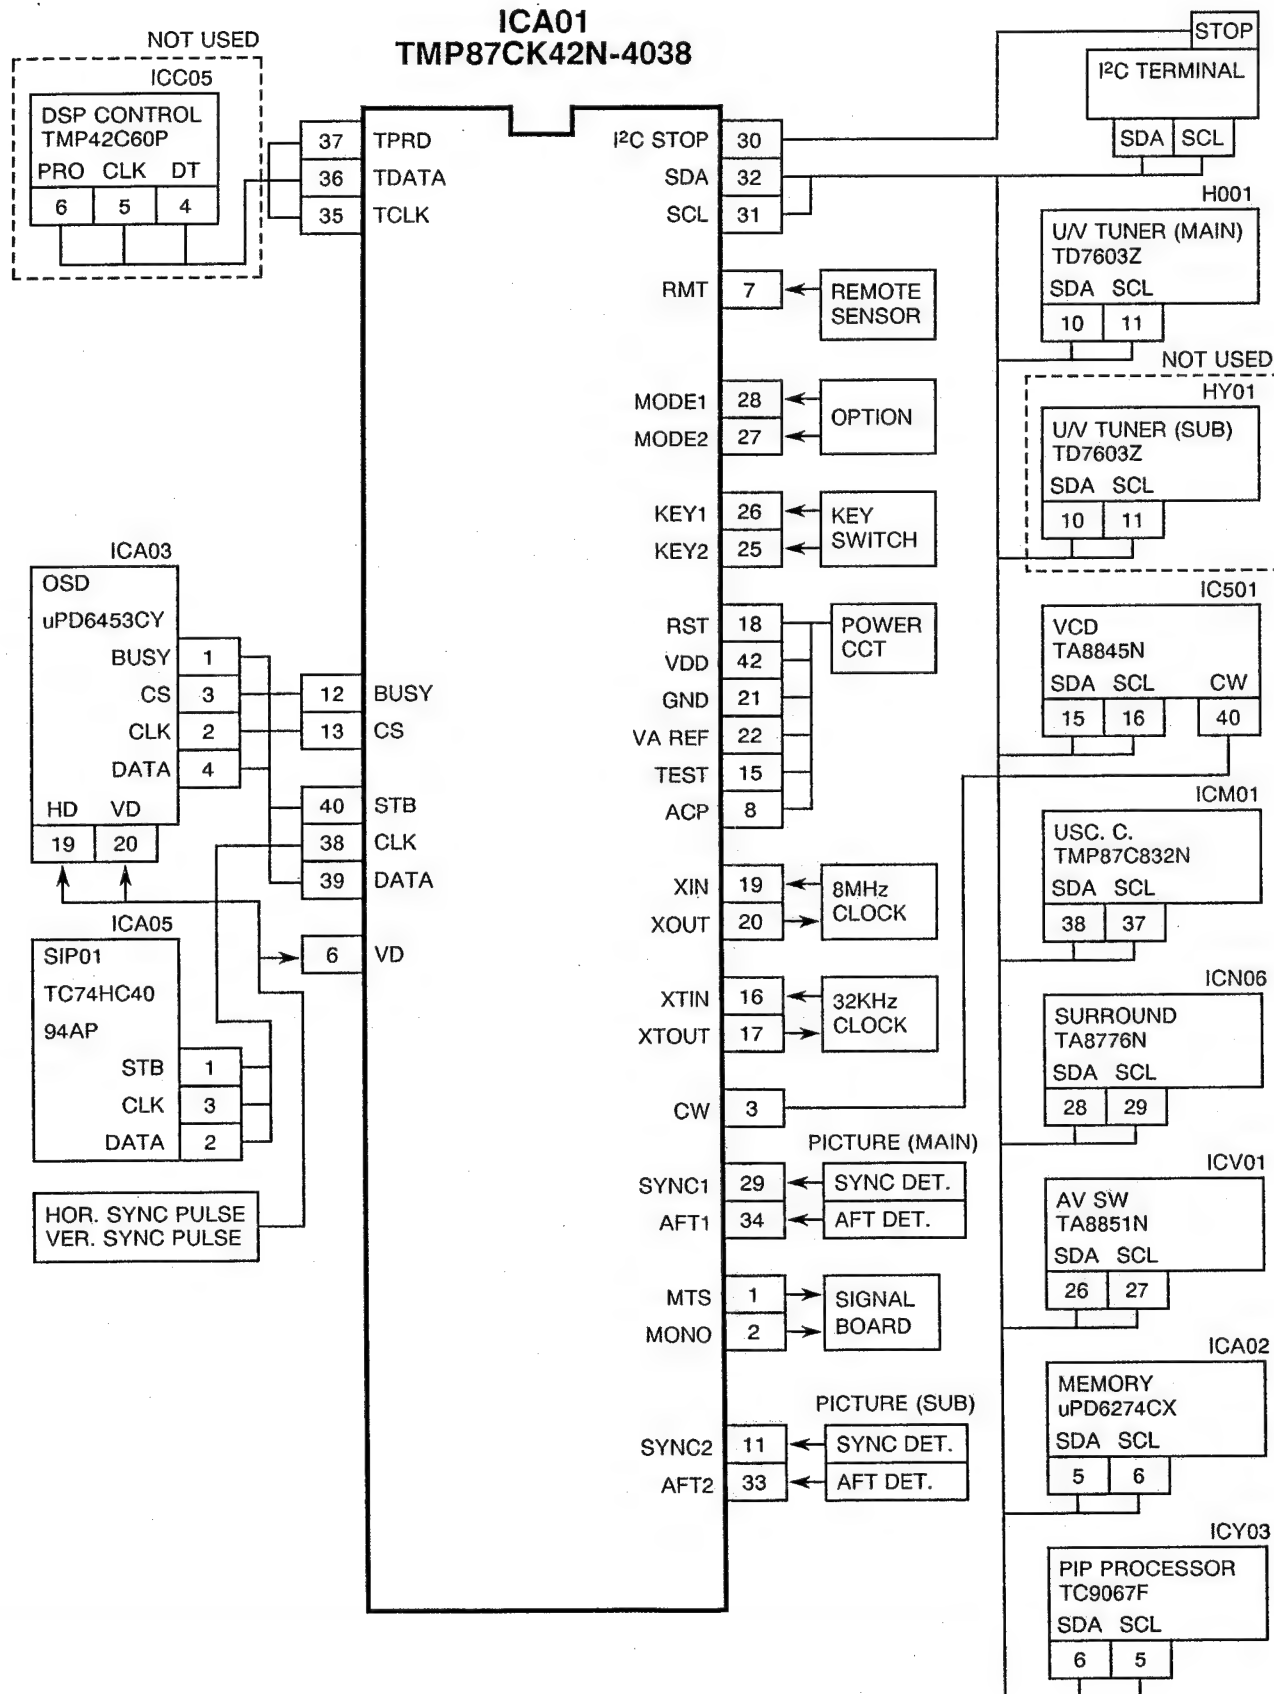 ICA01
TMP87CK42N-4038
NOT USED
ICC05
DSP CONTROL
TMP42C60P
PRO CLK DT
6 5 4
37 TPRD
36 TDATA
35 TCLK
ICA03
OSD
uPD6453CY
BUSY 1
CS 3
CLK 2
DATA 4
HD VD
19 20
12 BUSY
13 CS
40 STB
38 CLK
39 DATA
6 VD
ICA05
SIP01
TC74HC40
94AP
STB 1
CLK 3
DATA 2
HOR. SYNC PULSE
VER. SYNC PULSE
I²C STOP 30
SDA 32
SCL 31
RMT 7
REMOTE
SENSOR
MODE1 28
MODE2 27
OPTION
KEY1 26
KEY2 25
KEY
SWITCH
RST 18
VDD 42
GND 21
VA REF 22
TEST 15
ACP 8
POWER
CCT
XIN 19
XOUT 20
8MHz
CLOCK
XTIN 16
XTOUT 17
32KHz
CLOCK
CW 3
PICTURE (MAIN)
SYNC1 29 SYNC DET.
AFT1 34 AFT DET.
MTS 1
MONO 2
SIGNAL
BOARD
PICTURE (SUB)
SYNC2 11 SYNC DET.
AFT2 33 AFT DET.
STOP
I²C TERMINAL
SDA SCL
H001
U/V TUNER (MAIN)
TD7603Z
SDA SCL
10 11
NOT USED
HY01
U/V TUNER (SUB)
TD7603Z
SDA SCL
10 11
IC501
VCD
TA8845N
SDA SCL CW
15 16 40
ICM01
USC. C.
TMP87C832N
SDA SCL
38 37
ICN06
SURROUND
TA8776N
SDA SCL
28 29
ICV01
AV SW
TA8851N
SDA SCL
26 27
ICA02
MEMORY
uPD6274CX
SDA SCL
5 6
ICY03
PIP PROCESSOR
TC9067F
SDA SCL
6 5